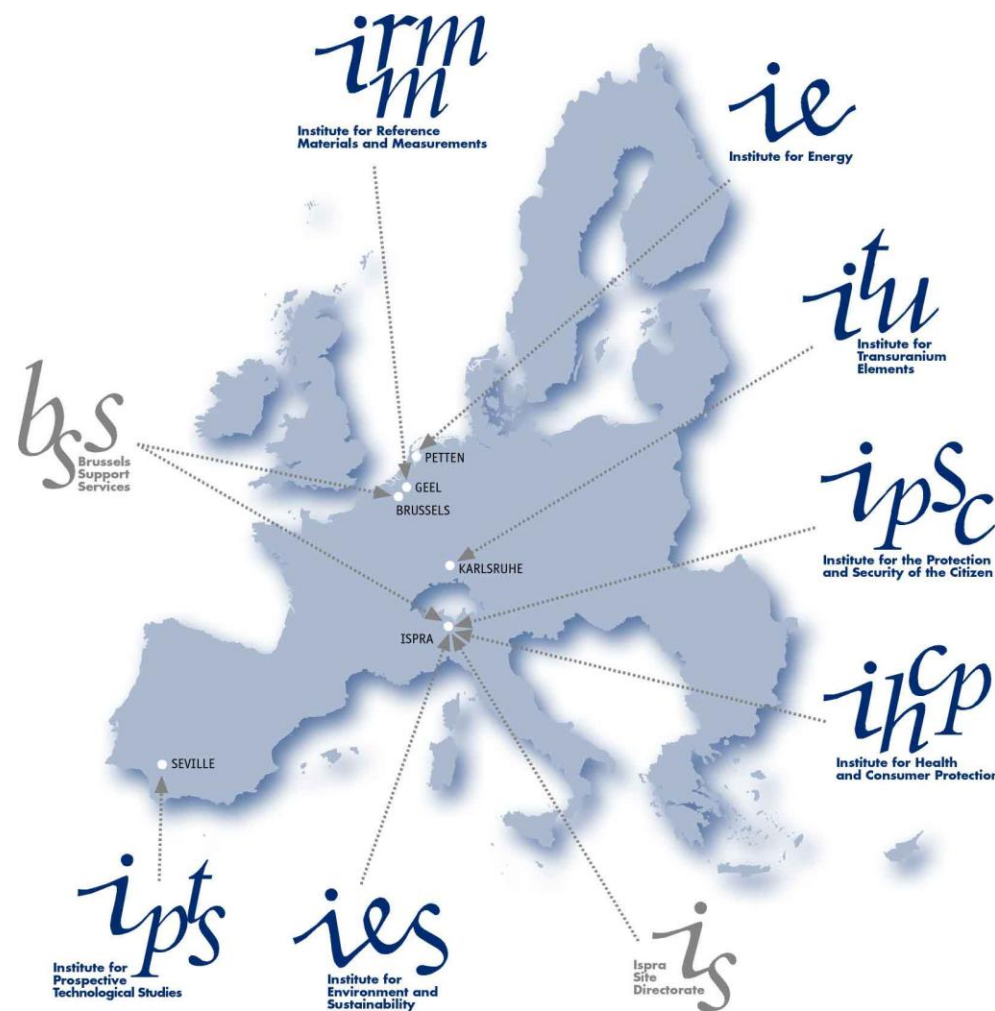 irmm
Institute for Reference
Materials and Measurements
ie
Institute for Energy
itu
Institute for
Transuranium
Elements
bss
Brussels
Support
Services
PETTEN
GEEL
BRUSSELS
ipsc
Institute for the Protection
and Security of the Citizen
KARLSRUHE
ISPRA
ihcp
Institute for Health
and Consumer Protection
SEVILLE
ipts
Institute for
Prospective
Technological Studies
ies
Institute for
Environment and
Sustainability
is
Ispra
Site
Directorate